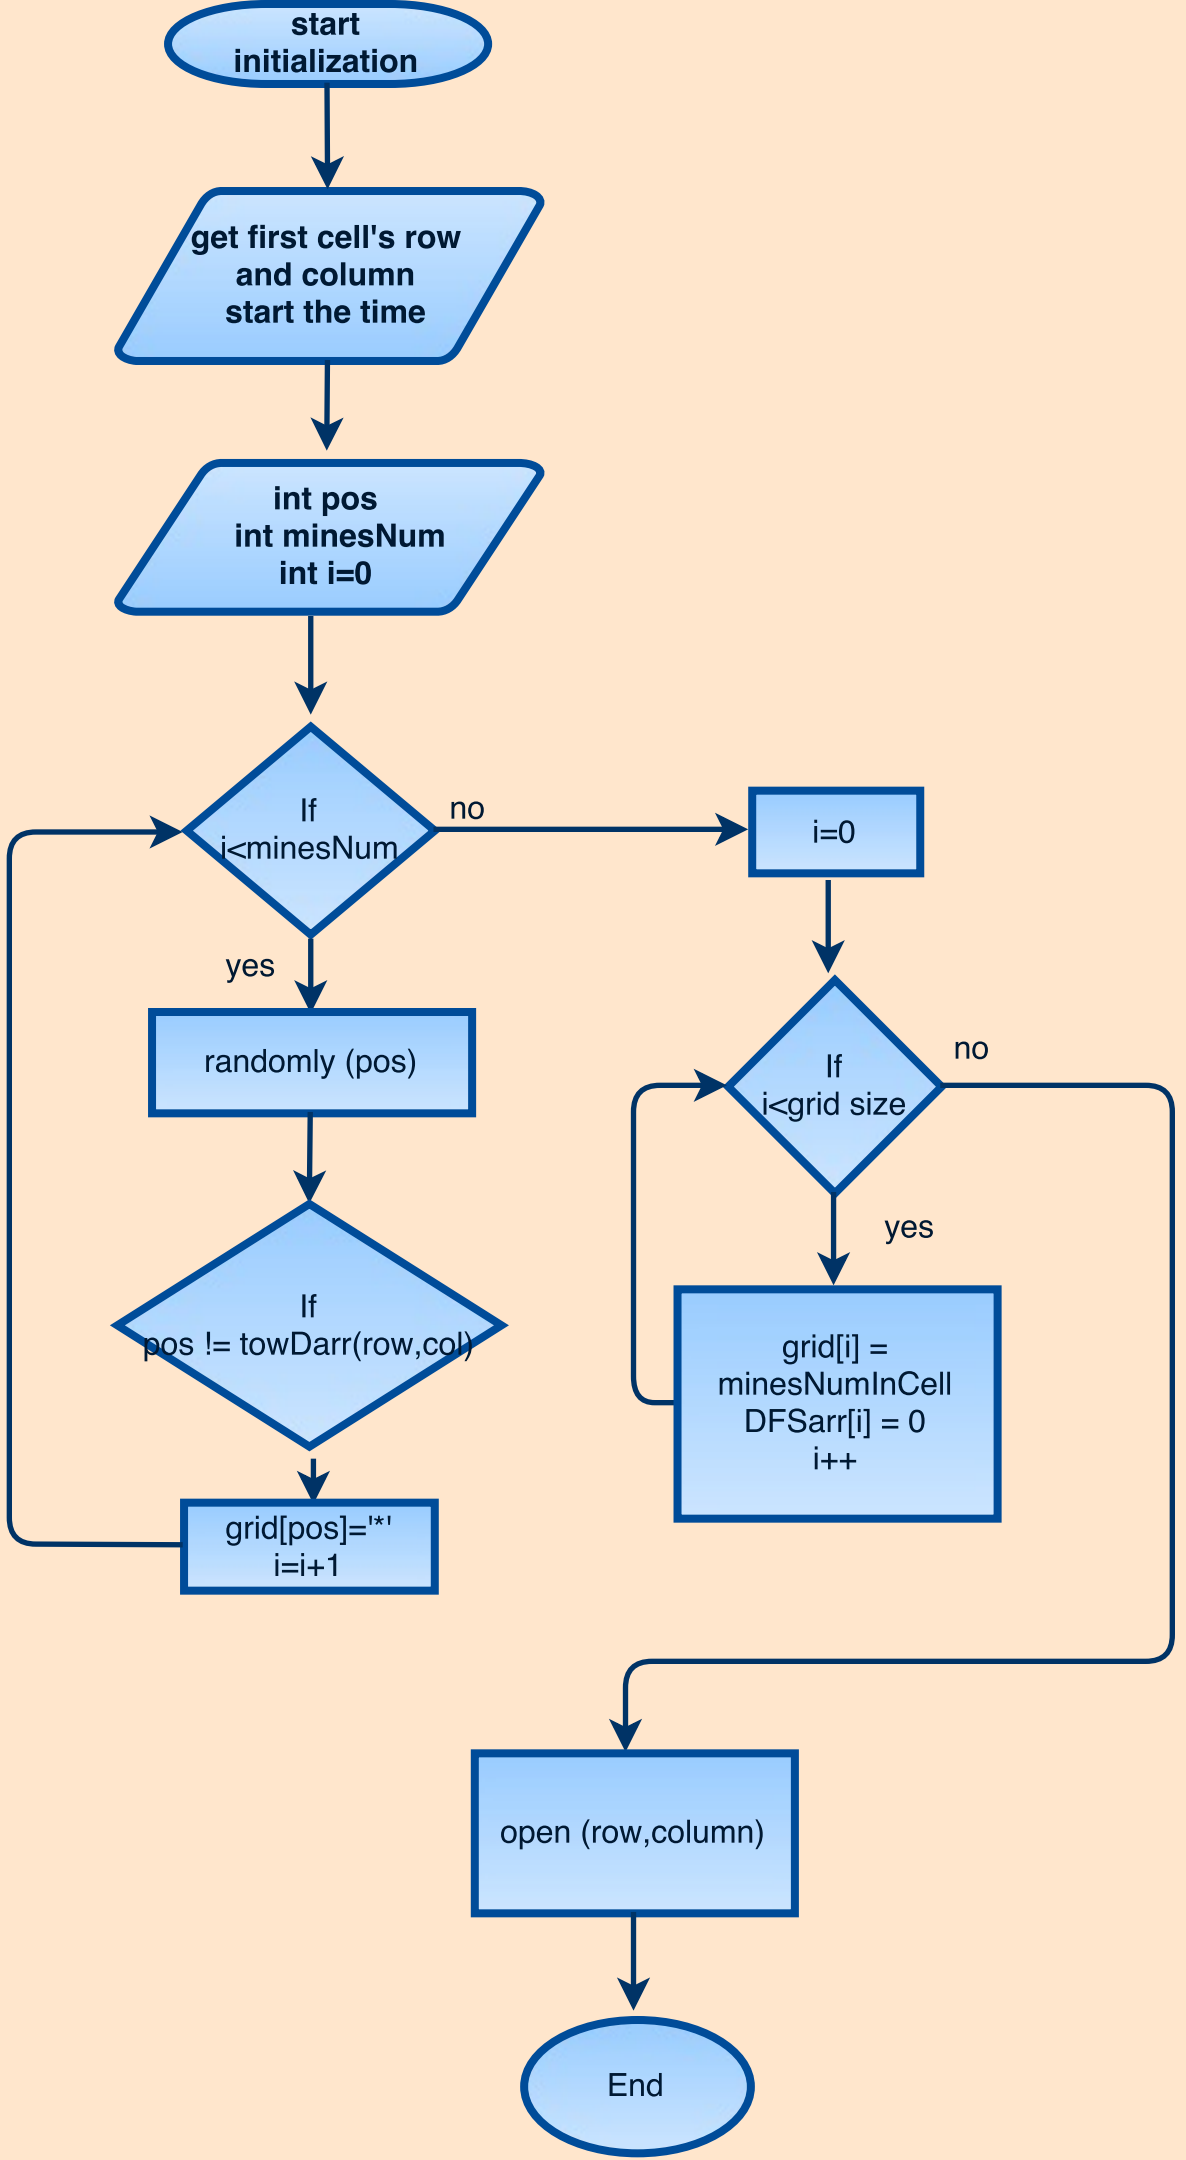 start
initialization
get first cell's row
and column
start the time
int pos
int minesNum
int i=0
If
i<minesNum
no
yes
randomly (pos)
If
pos != towDarr(row,col)
grid[pos]='*'
i=i+1
i=0
If
i<grid size
no
yes
grid[i] =
minesNumInCell
DFSarr[i] = 0
i++
open (row,column)
End